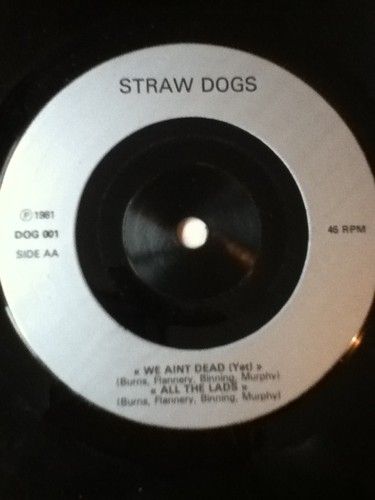 STRAW DOGS
℗ 1981
DOG 001
SIDE AA
45 RPM
« WE AINT DEAD (Yet) »
(Burns, Flannery, Binning, Murphy)
« ALL THE LADS »
(Burns, Flannery, Binning, Murphy)